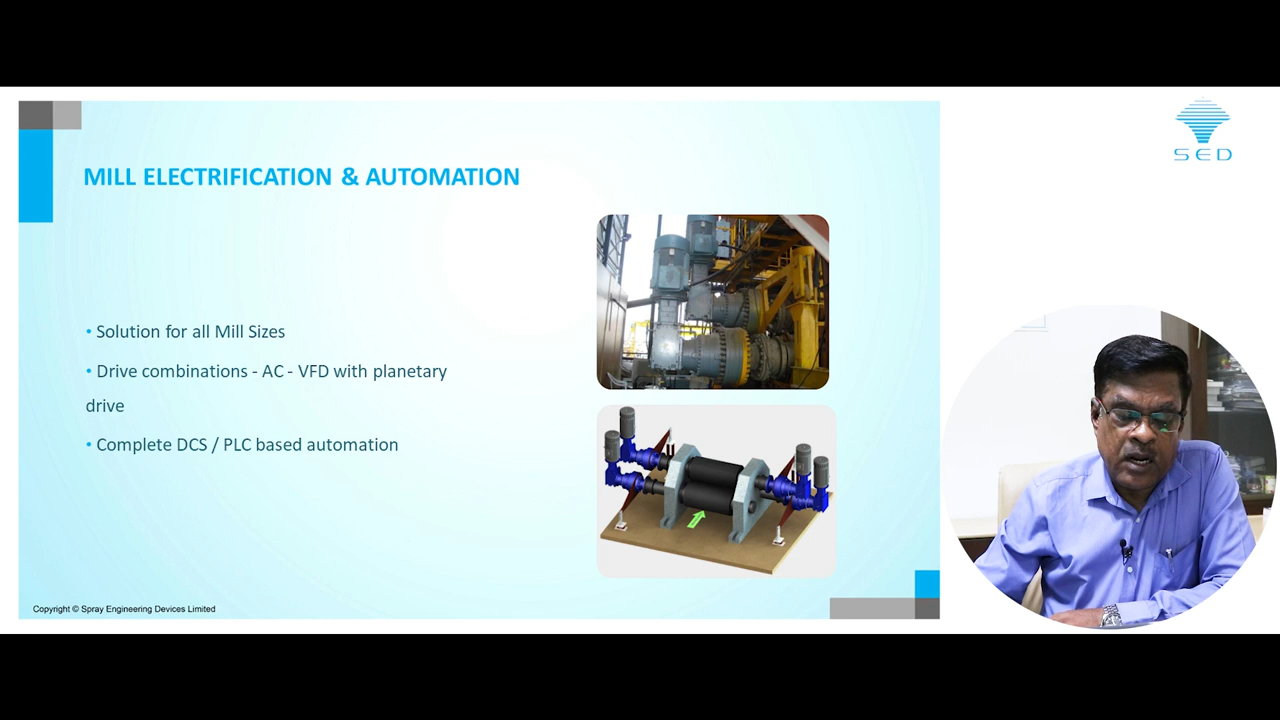 SED
MILL ELECTRIFICATION & AUTOMATION
• Solution for all Mill Sizes
• Drive combinations - AC - VFD with planetary
drive
• Complete DCS / PLC based automation
Copyright © Spray Engineering Devices Limited